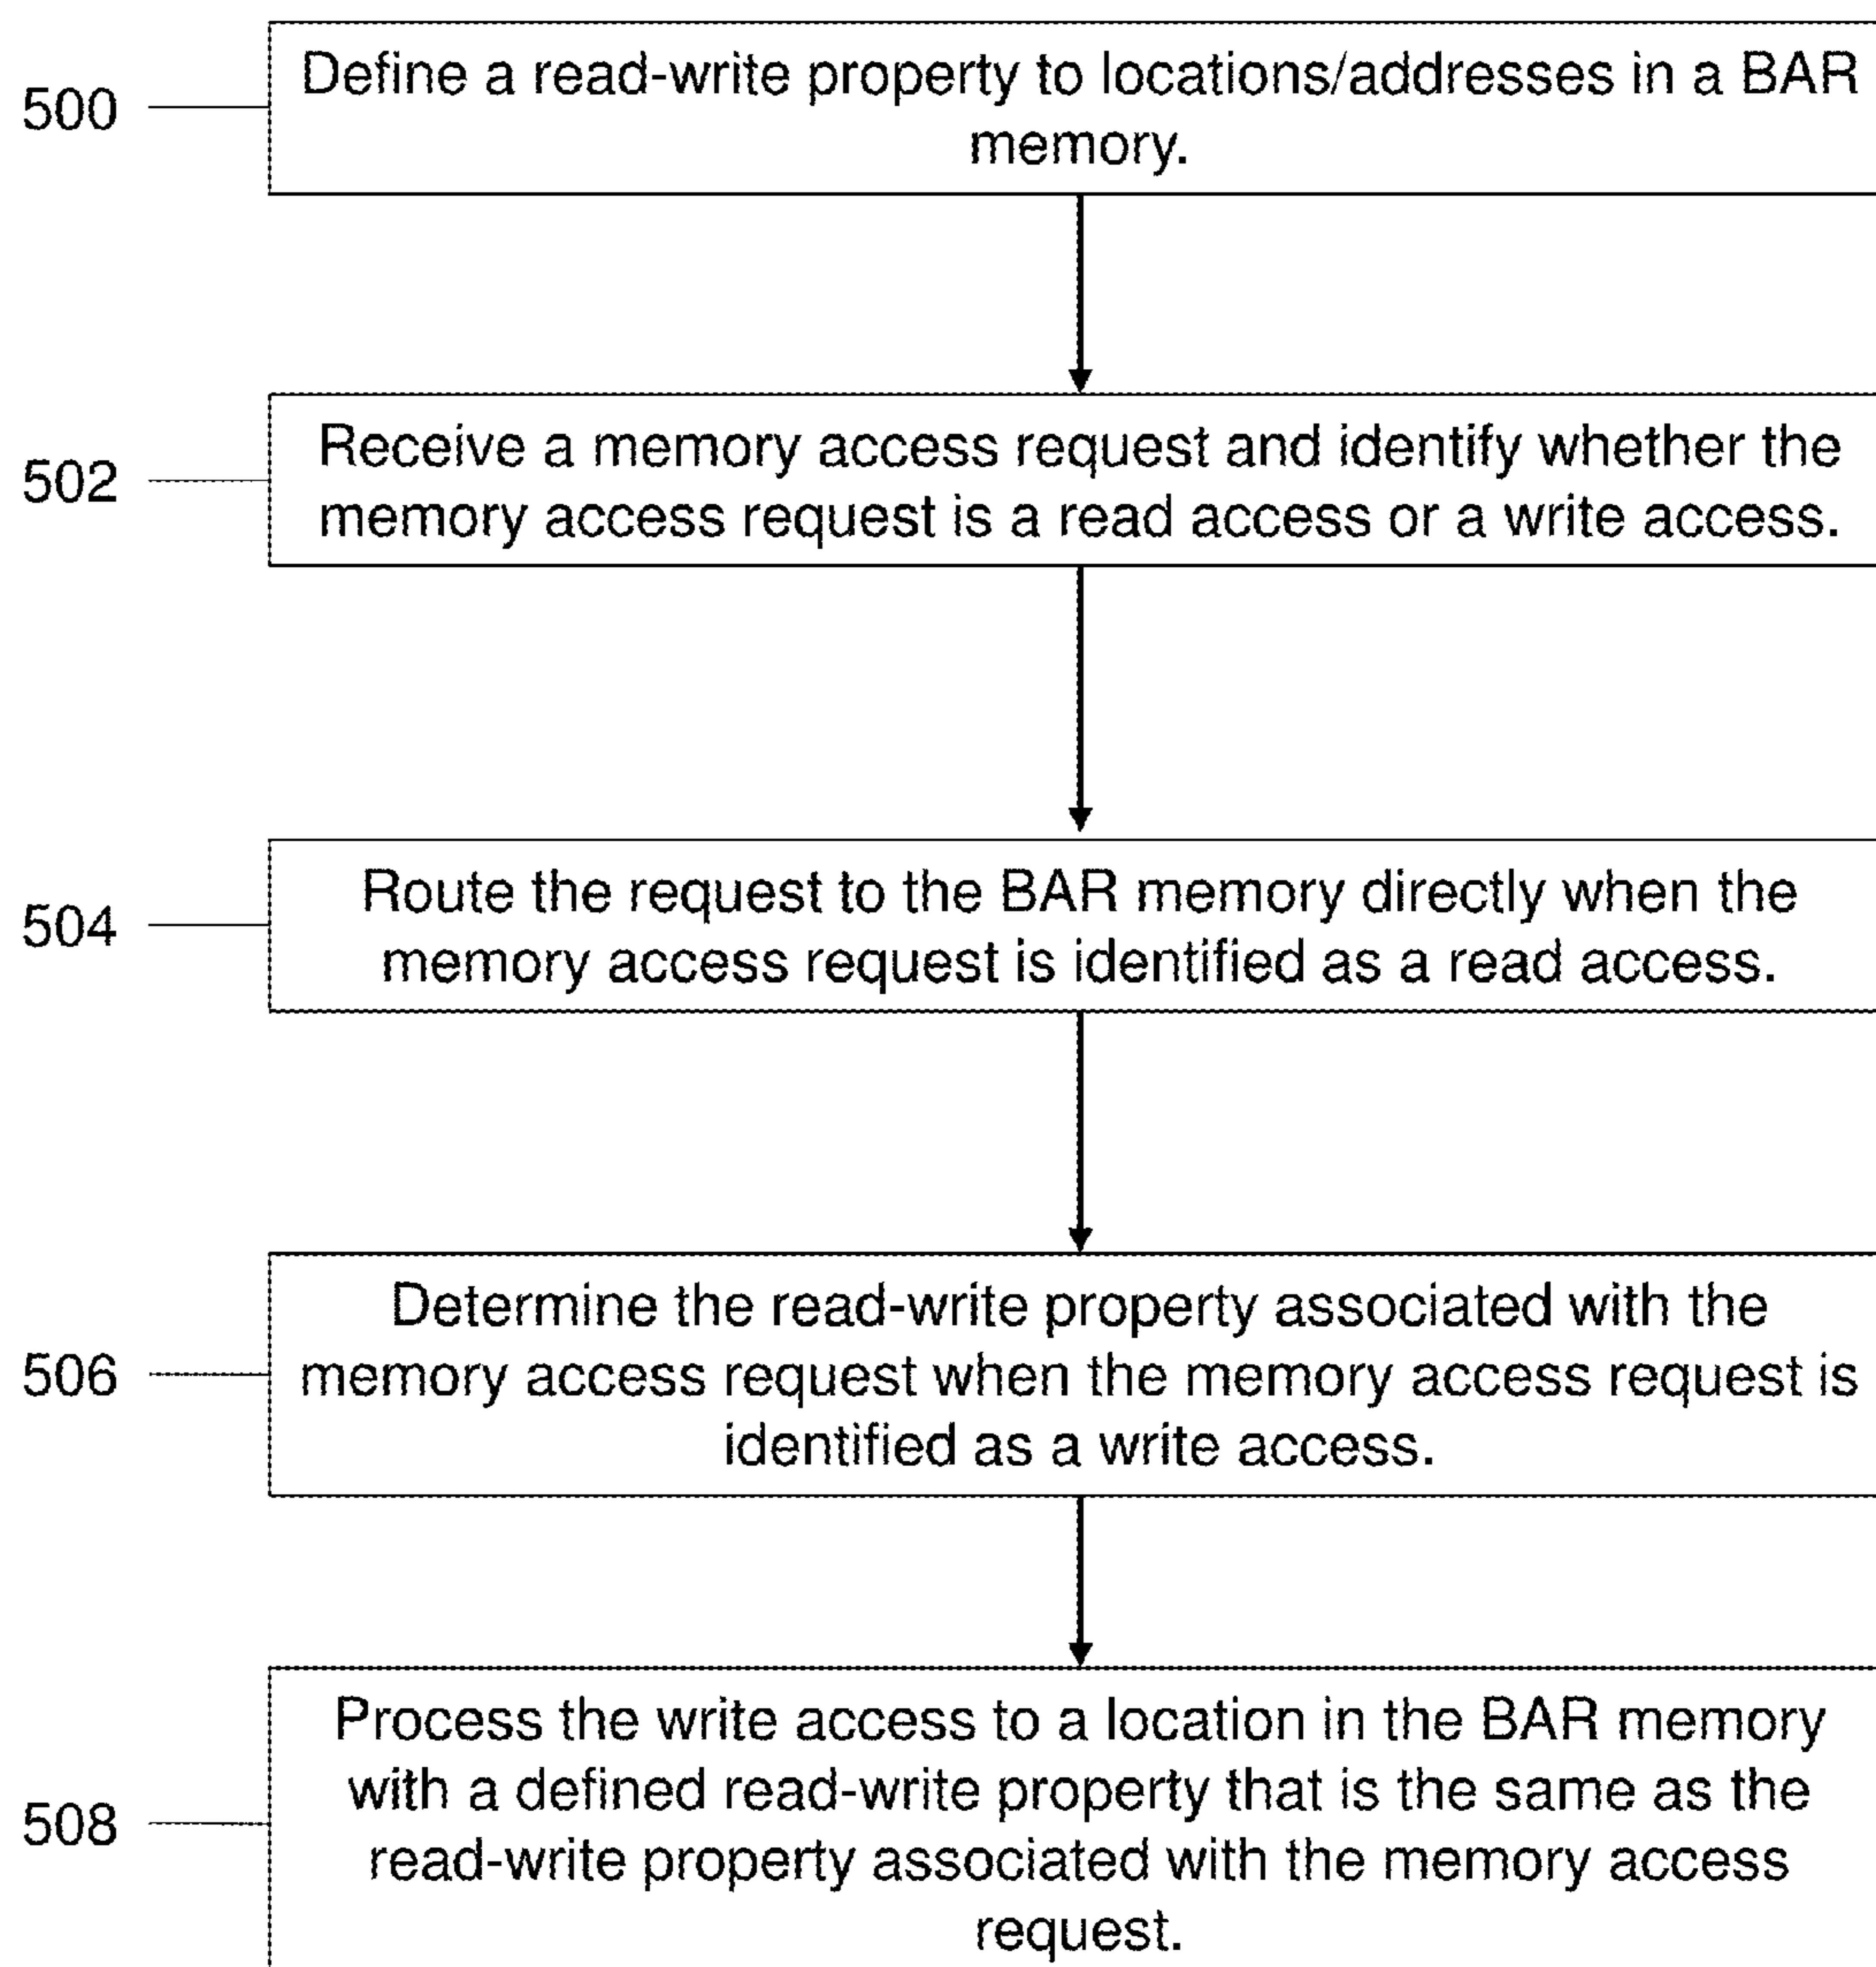 500
Define a read-write property to locations/addresses in a BAR
memory.
502
Receive a memory access request and identify whether the
memory access request is a read access or a write access.
504
Route the request to the BAR memory directly when the
memory access request is identified as a read access.
506
Determine the read-write property associated with the
memory access request when the memory access request is
identified as a write access.
508
Process the write access to a location in the BAR memory
with a defined read-write property that is the same as the
read-write property associated with the memory access
request.